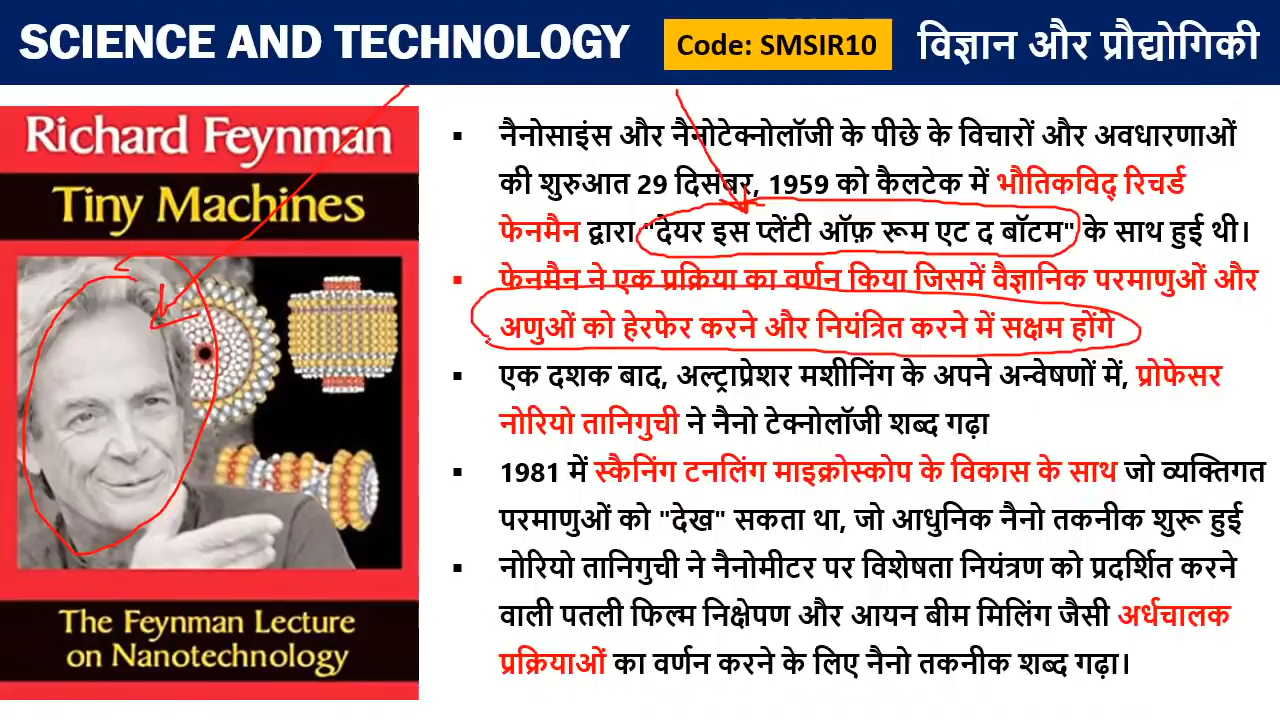 SCIENCE AND TECHNOLOGY
Code: SMSIR10
विज्ञान और प्रौद्योगिकी
Richard Feynman
Tiny Machines
The Feynman Lecture
on Nanotechnology
▪ नैनोसाइंस और नैनोटेक्नोलॉजी के पीछे के विचारों और अवधारणाओं
की शुरुआत 29 दिसंबर, 1959 को कैलटेक में भौतिकविद् रिचर्ड
फेनमैन द्वारा "देयर इस प्लेंटी ऑफ़ रूम एट द बॉटम" के साथ हुई थी।
▪ फेनमैन ने एक प्रक्रिया का वर्णन किया जिसमें वैज्ञानिक परमाणुओं और
अणुओं को हेरफेर करने और नियंत्रित करने में सक्षम होंगे
▪ एक दशक बाद, अल्ट्राप्रेशर मशीनिंग के अपने अन्वेषणों में, प्रोफेसर
नोरियो तानिगुची ने नैनो टेक्नोलॉजी शब्द गढ़ा
▪ 1981 में स्कैनिंग टनलिंग माइक्रोस्कोप के विकास के साथ जो व्यक्तिगत
परमाणुओं को "देख" सकता था, जो आधुनिक नैनो तकनीक शुरू हुई
▪ नोरियो तानिगुची ने नैनोमीटर पर विशेषता नियंत्रण को प्रदर्शित करने
वाली पतली फिल्म निक्षेपण और आयन बीम मिलिंग जैसी अर्धचालक
प्रक्रियाओं का वर्णन करने के लिए नैनो तकनीक शब्द गढ़ा।